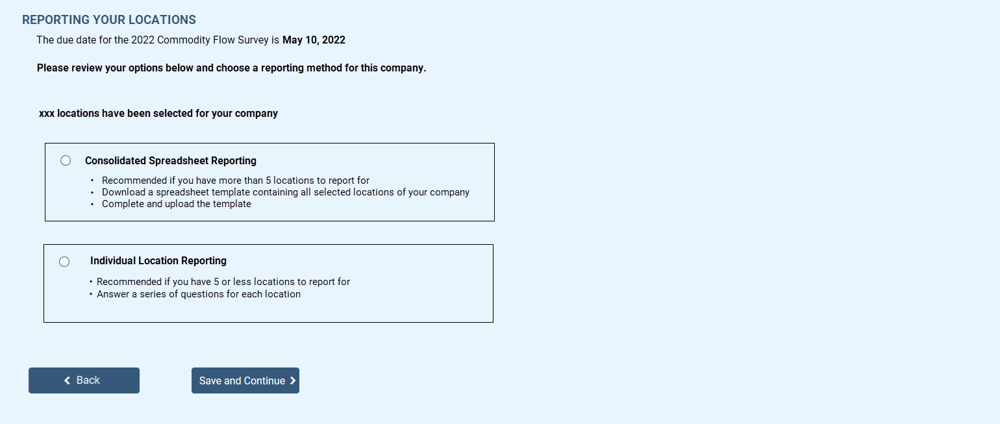 REPORTING YOUR LOCATIONS
The due date for the 2022 Commodity Flow Survey is May 10, 2022
Please review your options below and choose a reporting method for this company.
xxx locations have been selected for your company
Consolidated Spreadsheet Reporting
• Recommended if you have more than 5 locations to report for
• Download a spreadsheet template containing all selected locations of your company
• Complete and upload the template
Individual Location Reporting
• Recommended if you have 5 or less locations to report for
• Answer a series of questions for each location
Back
Save and Continue